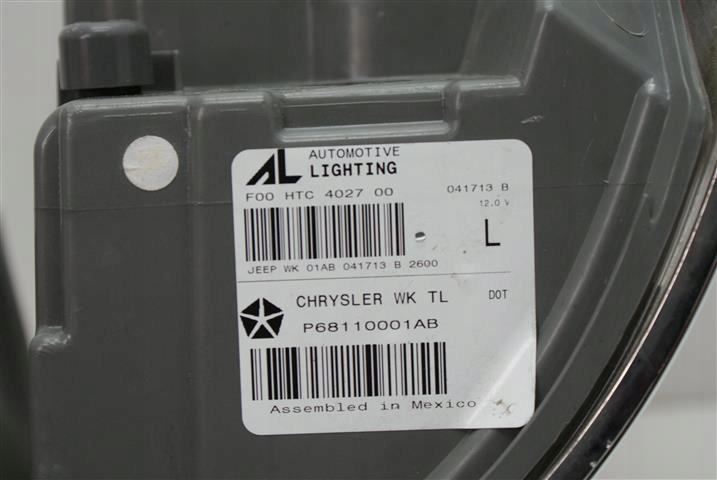 AL AUTOMOTIVE
LIGHTING
F00 HTC 4027 00 041713 B
12.0 V
L
JEEP WK 01AB 041713 B 2600
CHRYSLER WK TL DOT
P68110001AB
Assembled in Mexico